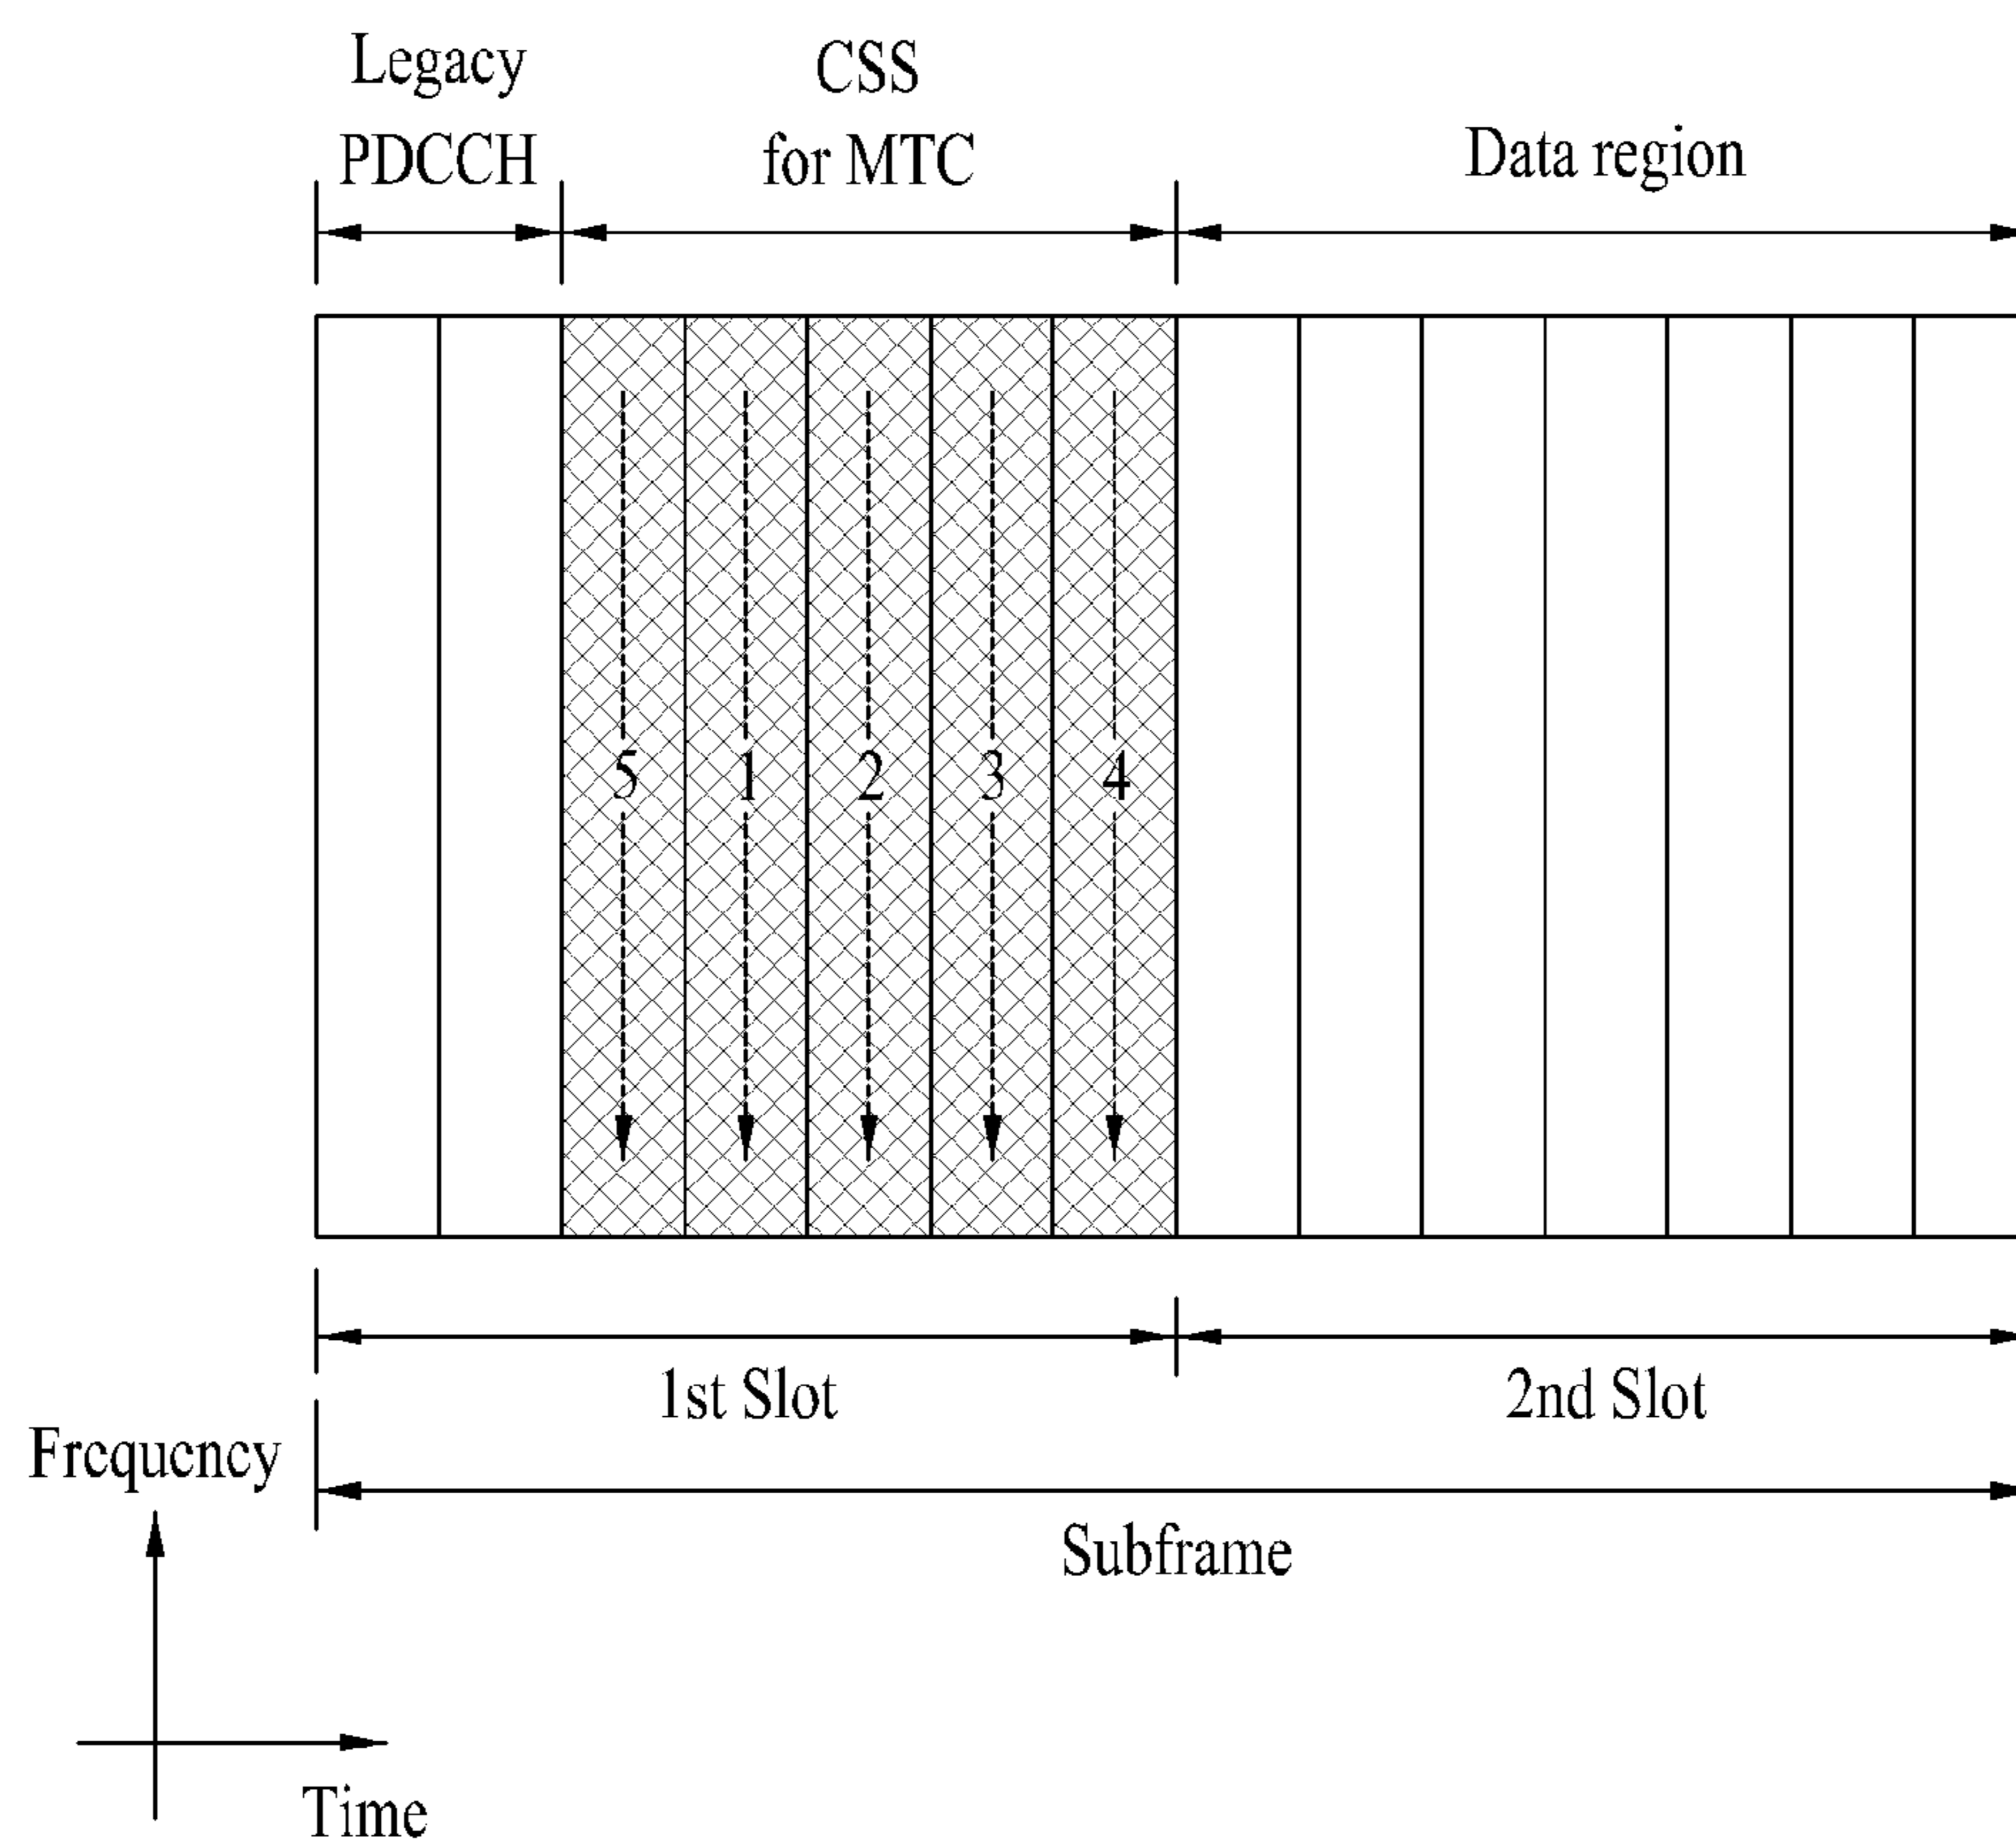 Legacy
PDCCH
CSS
for MTC
Data region
5 1 2 3 4
1st Slot
2nd Slot
Frequency
Subframe
Time